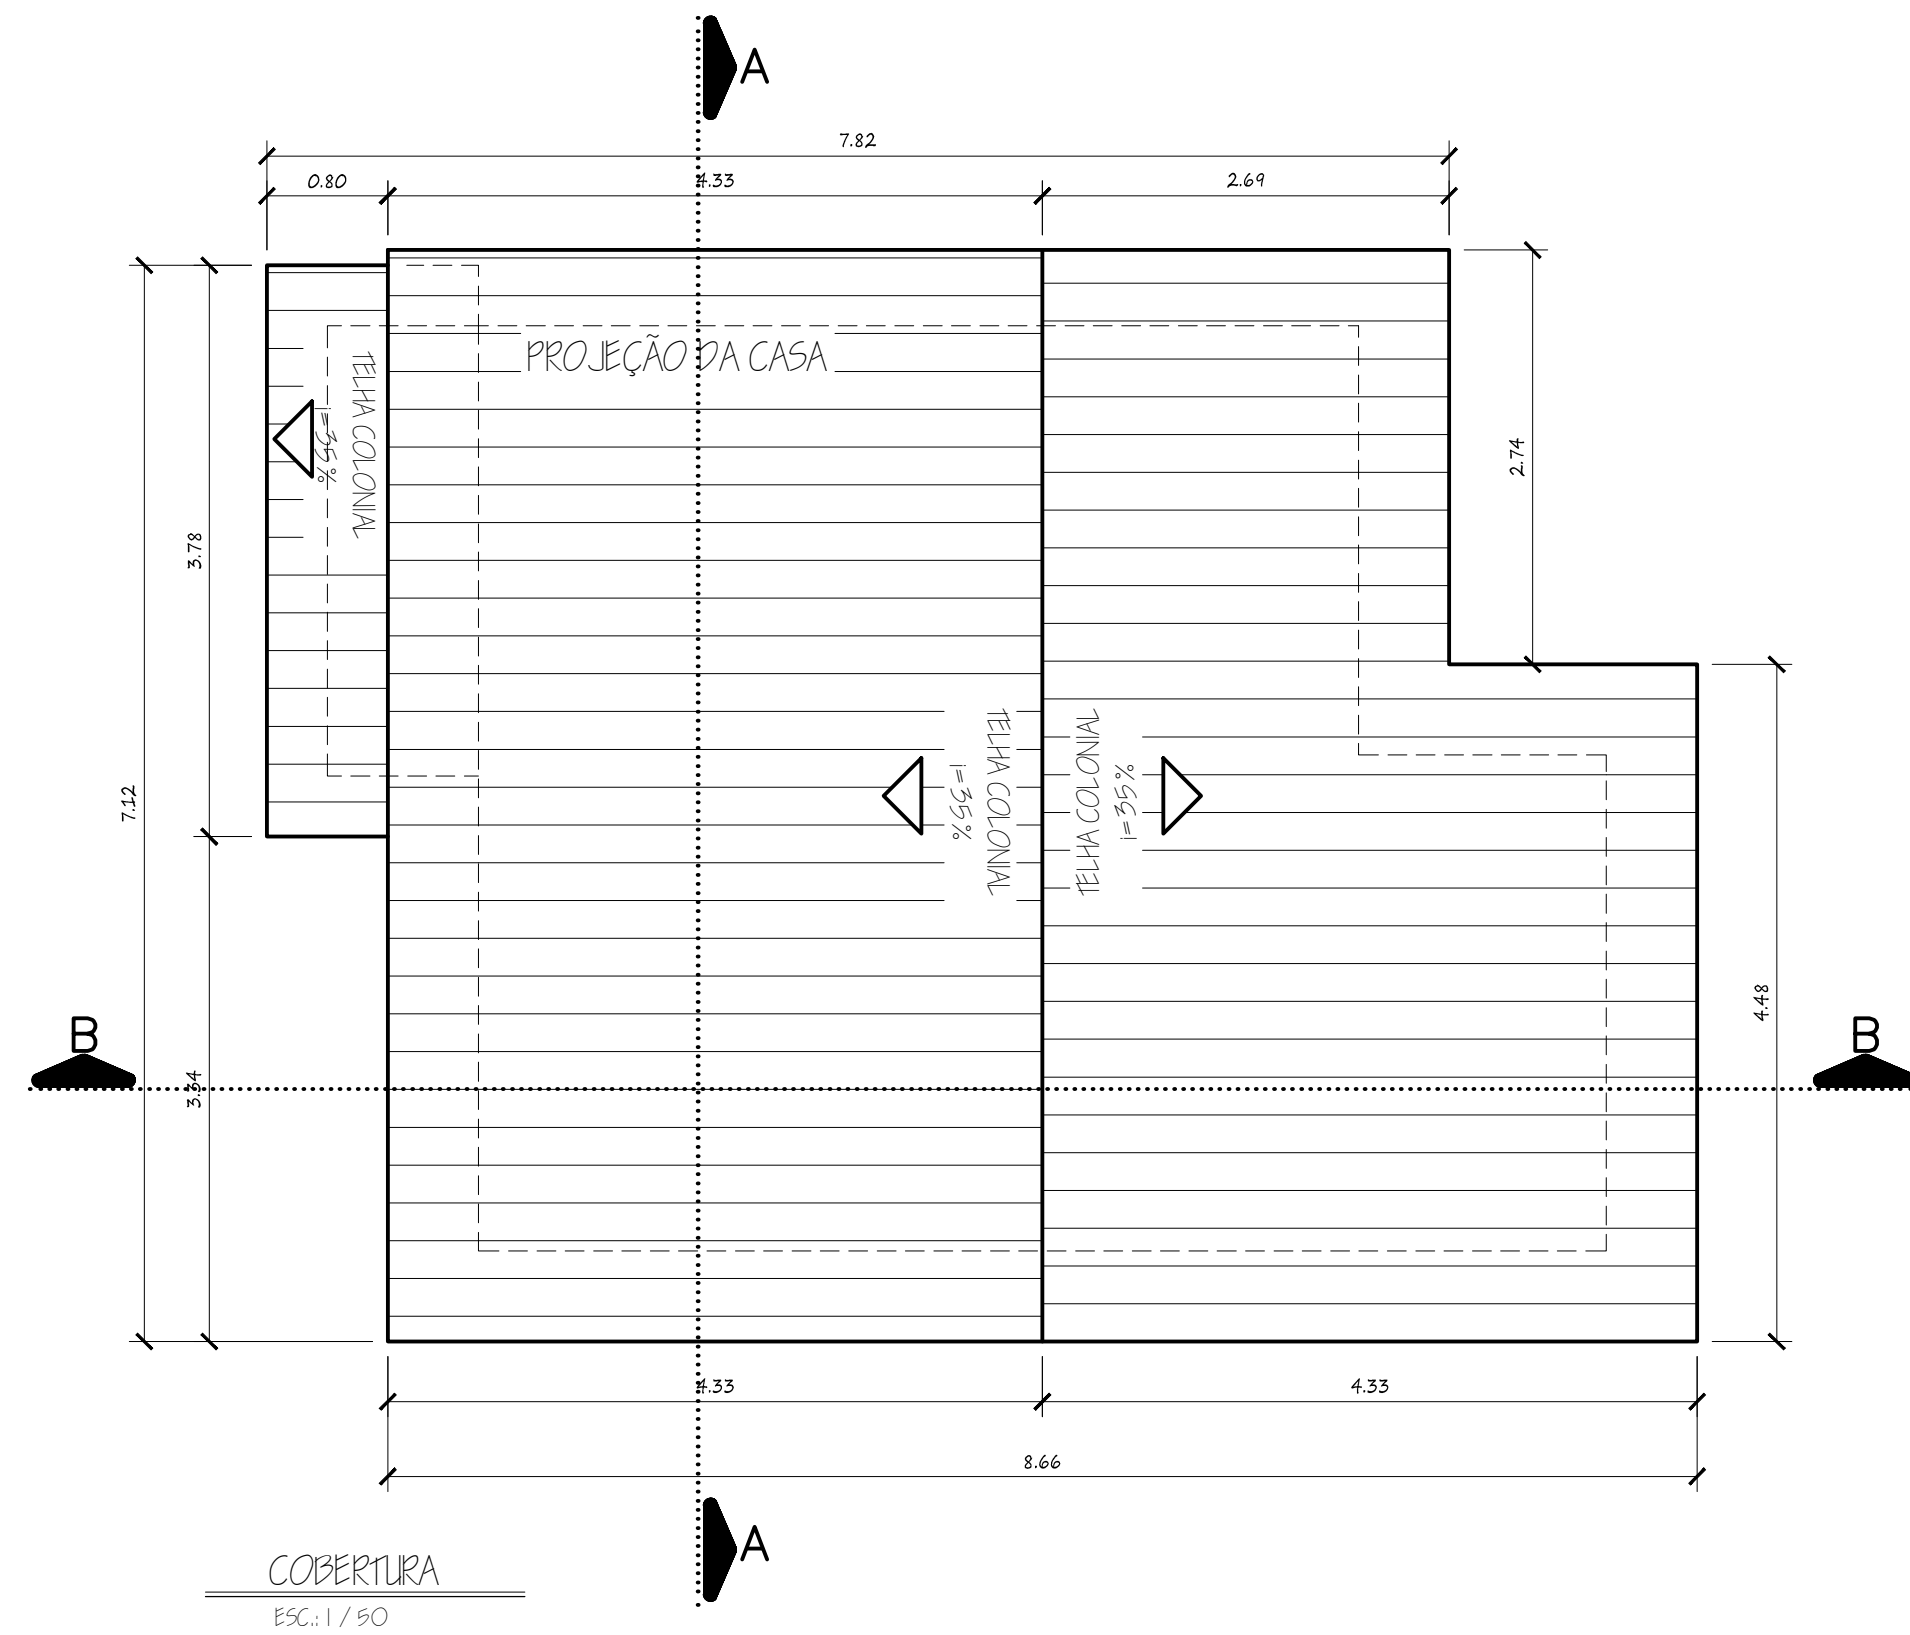 A
7.82
0.80
4.33
2.69
PROJEÇÃO DA CASA
TELHA COLONIAL
i=35%
2.74
3.78
7.12
TELHA COLONIAL
i=35%
TELHA COLONIAL
i=35%
4.48
B
B
3.34
4.33
4.33
8.66
A
COBERTURA
ESC.: 1 / 50